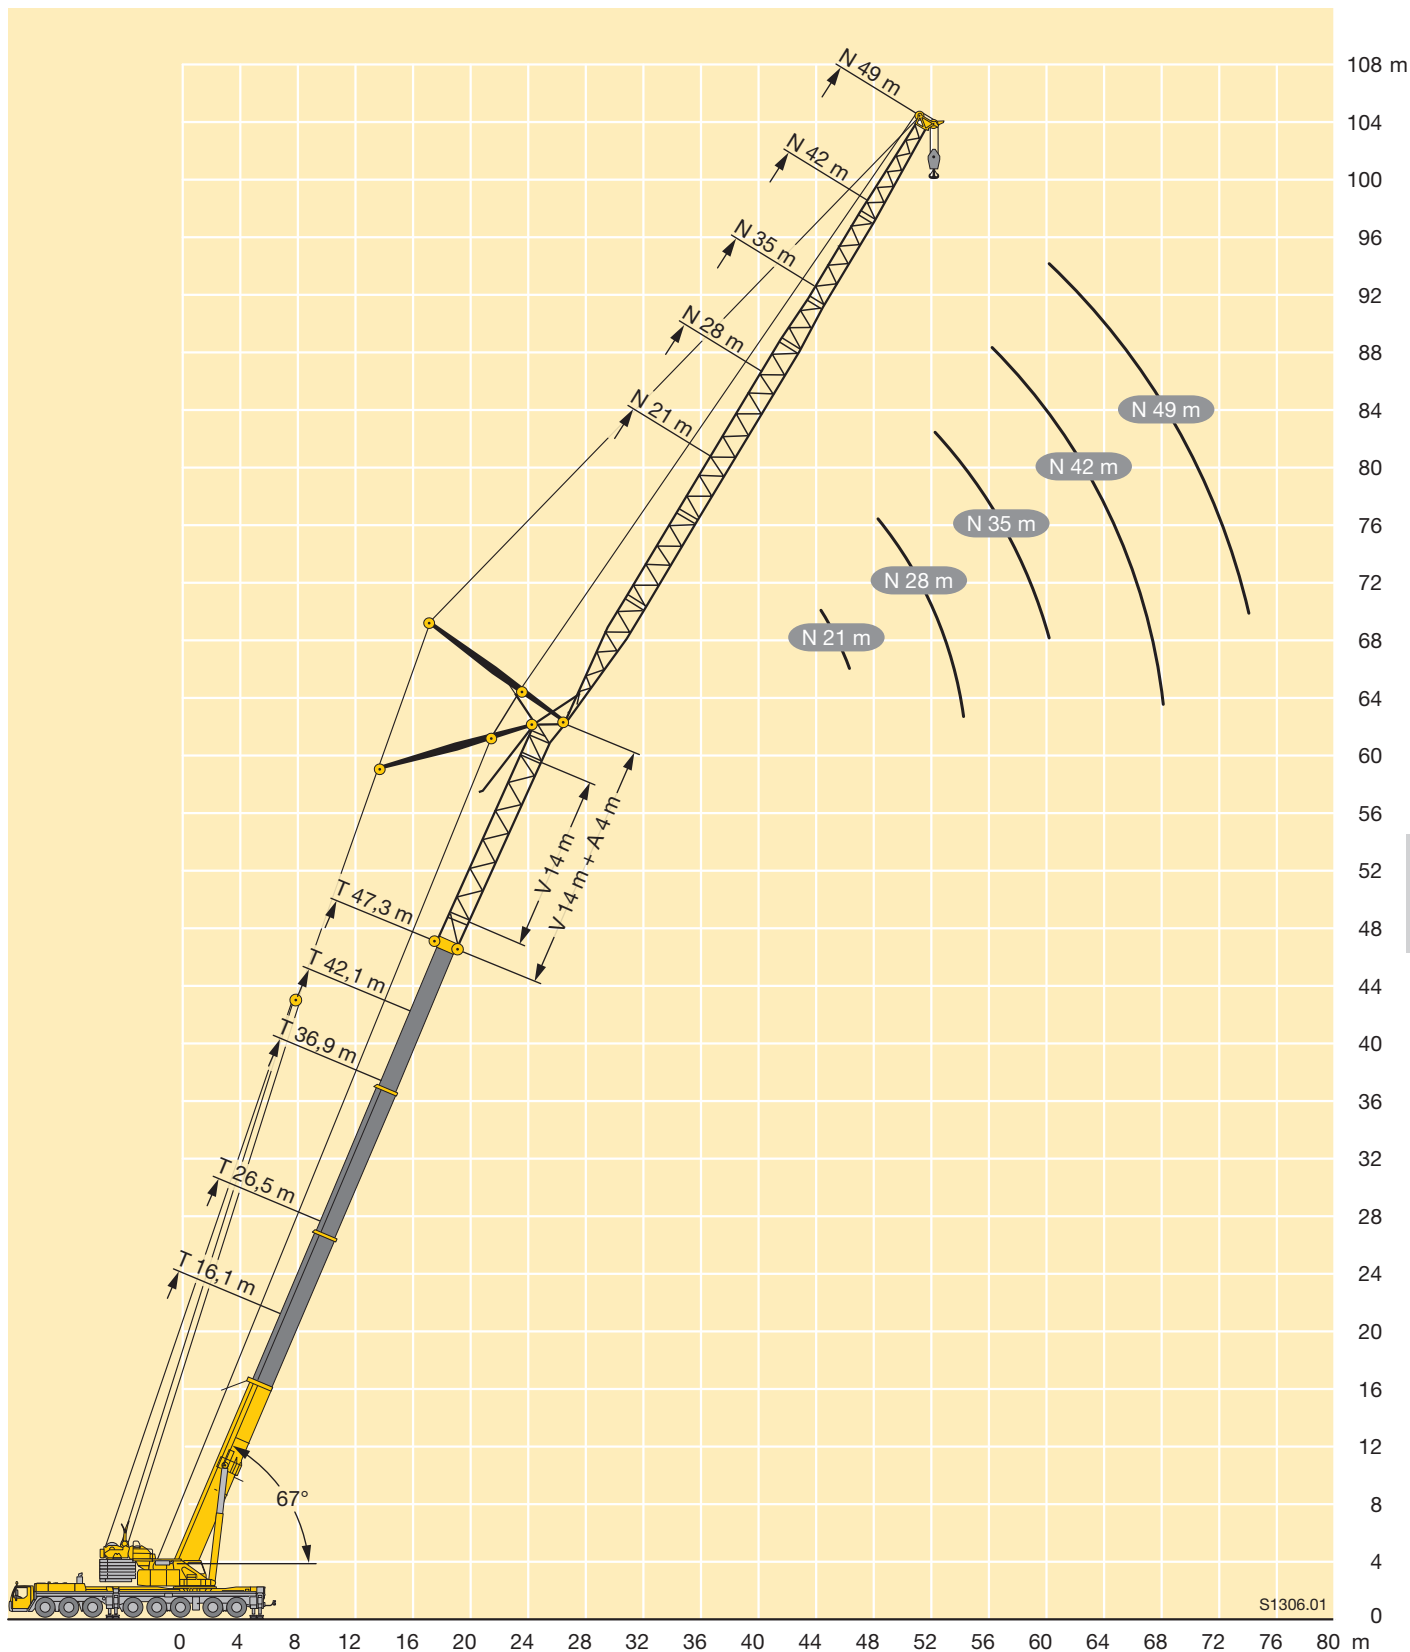 108 m
N 49 m
104
N 42 m
100
N 35 m
96
92
N 28 m
88
N 49 m
84
N 21 m
N 42 m
80
N 35 m
76
N 28 m
72
N 21 m
68
64
60
56
V 14 m
V 14 m + A 4 m
52
T 47,3 m
48
T 42,1 m
44
T 36,9 m
40
36
32
T 26,5 m
28
T 16,1 m
24
20
16
12
67°
8
4
S1306.01
0
0 4 8 12 16 20 24 28 32 36 40 44 48 52 56 60 64 68 72 76 80 m